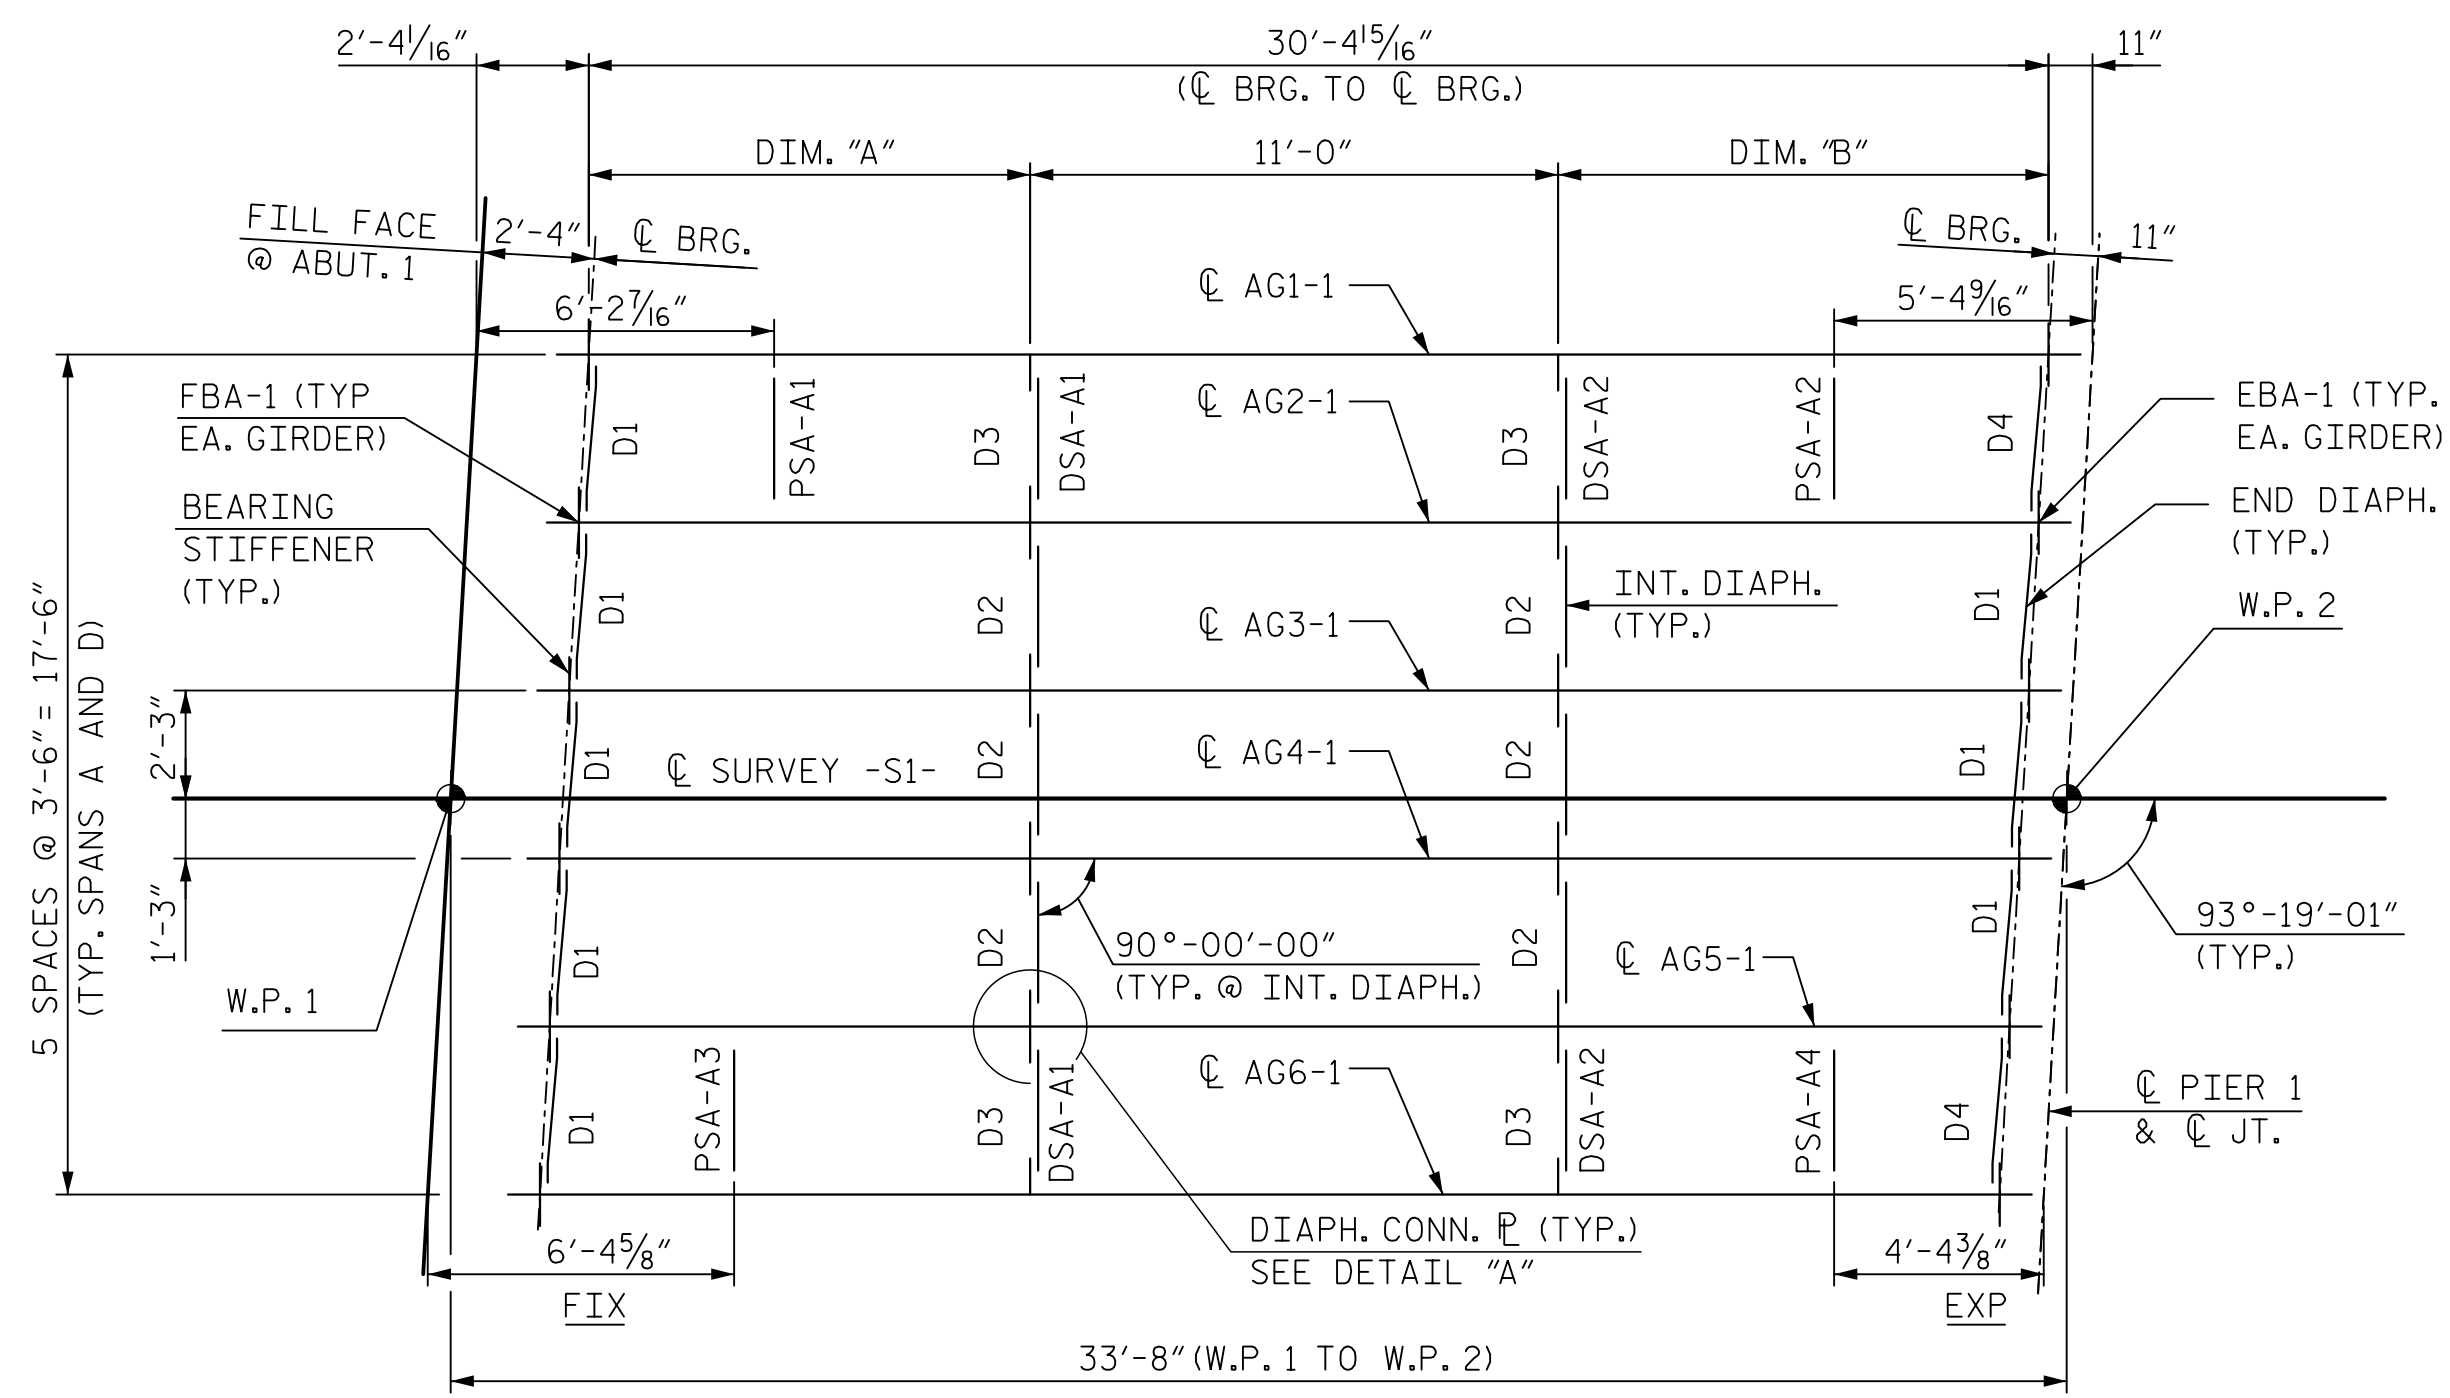 2'-4 1/16"
30'-4 15/16"
(℄ BRG. TO ℄ BRG.)
11"
DIM. "A"
11'-0"
DIM. "B"
FILL FACE
@ ABUT. 1
2'-4"
℄ BRG.
℄ BRG.
11"
6'-2 7/16"
℄ AG1-1
5'-4 9/16"
FBA-1 (TYP
EA. GIRDER)
D1
PSA-A1
D3
DSA-A1
℄ AG2-1
D3
DSA-A2
PSA-A2
D4
EBA-1 (TYP.
EA. GIRDER)
BEARING
STIFFENER
(TYP.)
END DIAPH.
(TYP.)
D1
D2
℄ AG3-1
D2
INT. DIAPH.
(TYP.)
D1
W.P. 2
5 SPACES @ 3'-6" = 17'-6"
(TYP. SPANS A AND D)
2'-3"
D1
℄ SURVEY -S1-
D2
℄ AG4-1
D2
D1
1'-3"
D1
D2
90°-00'-00"
(TYP. @ INT. DIAPH.)
D2
℄ AG5-1
D1
93°-19'-01"
(TYP.)
W.P. 1
D1
PSA-A3
D3
DSA-A1
℄ AG6-1
D3
DSA-A2
PSA-A4
D4
℄ PIER 1
& ℄ JT.
6'-4 5/8"
FIX
DIAPH. CONN. ⅊ (TYP.)
SEE DETAIL "A"
4'-4 3/8"
EXP
33'-8" (W.P. 1 TO W.P. 2)